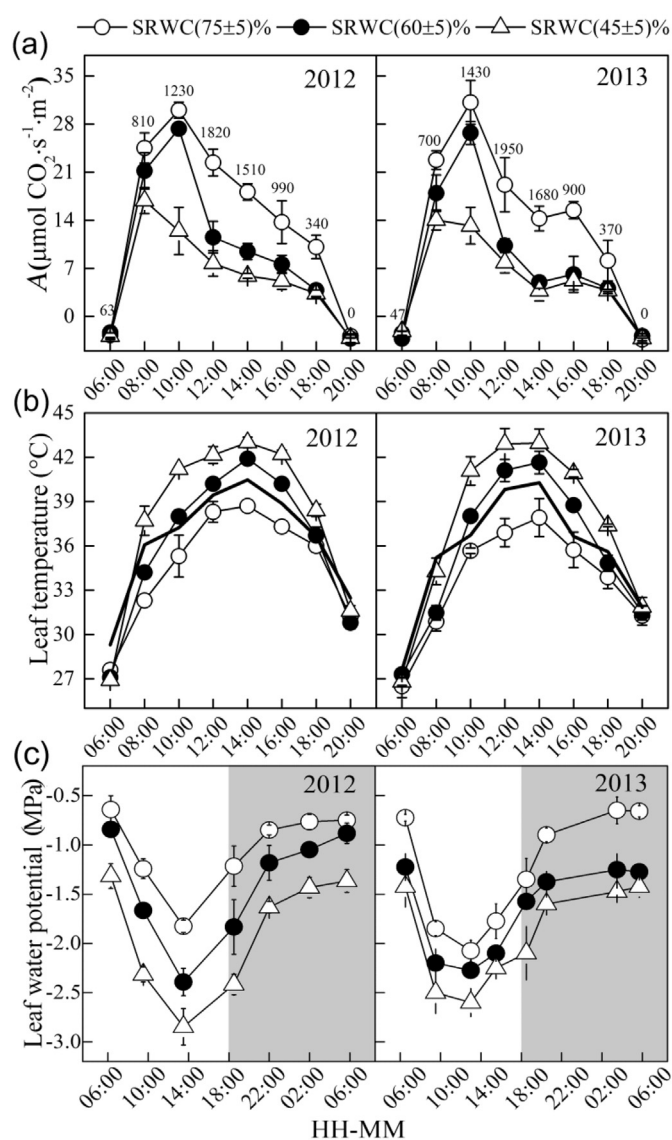 SRWC(75±5)% SRWC(60±5)% SRWC(45±5)%
(a)
A(μmol CO₂·s⁻¹·m⁻²)
35
28
21
14
7
0
2012
63 810 1230 1820 1510 990 340 0
2013
47 700 1430 1950 1680 900 370 0
06:00 08:00 10:00 12:00 14:00 16:00 18:00 20:00
06:00 08:00 10:00 12:00 14:00 16:00 18:00 20:00
(b)
Leaf temperature (°C)
45
42
39
36
33
30
27
2012
2013
06:00 08:00 10:00 12:00 14:00 16:00 18:00 20:00
06:00 08:00 10:00 12:00 14:00 16:00 18:00 20:00
(c)
Leaf water potential (MPa)
-0.5
-1.0
-1.5
-2.0
-2.5
-3.0
2012
2013
06:00 10:00 14:00 18:00 22:00 02:00 06:00
06:00 10:00 14:00 18:00 22:00 02:00 06:00
HH-MM